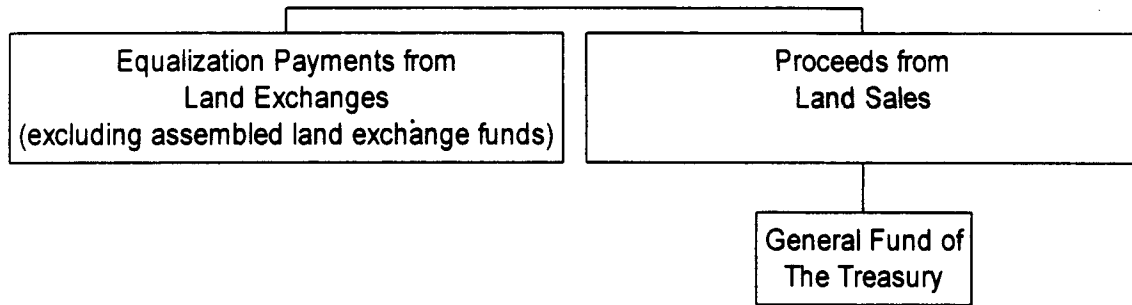 Equalization Payments from
Land Exchanges
(excluding assembled land exchange funds)
Proceeds from
Land Sales
General Fund of
The Treasury